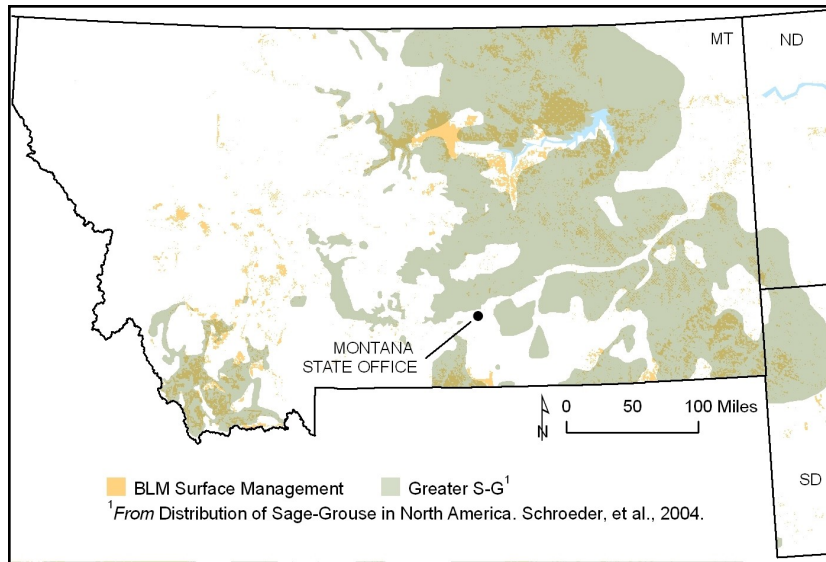 MT
ND
MONTANA
STATE OFFICE
N
0 50 100 Miles
SD
BLM Surface Management
Greater S-G¹
¹From Distribution of Sage-Grouse in North America. Schroeder, et al., 2004.